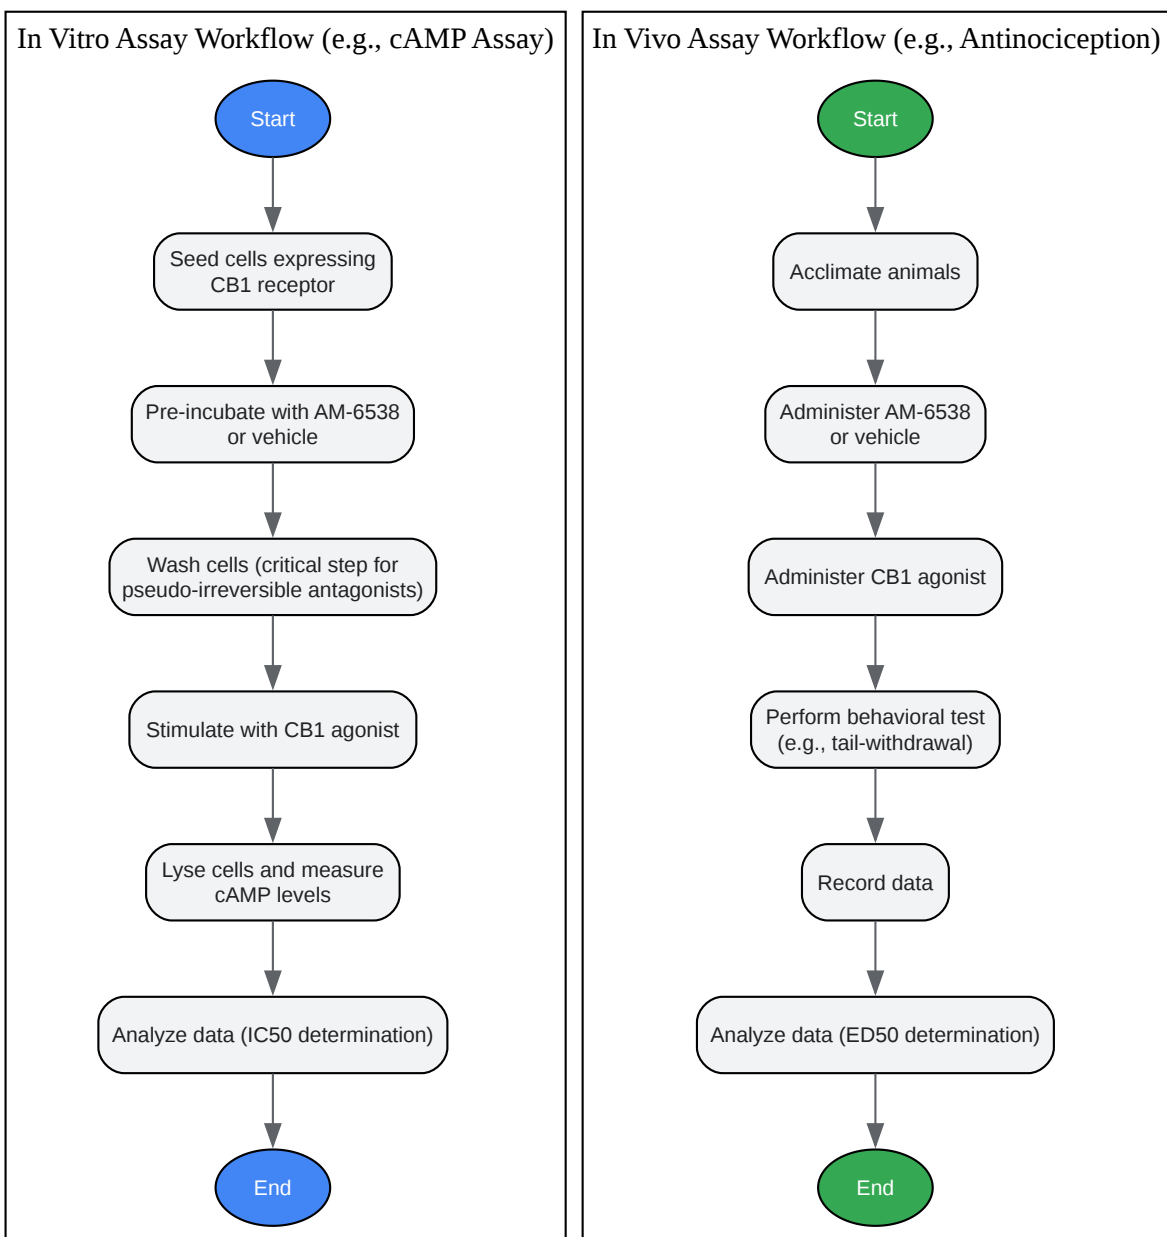 In Vitro Assay Workflow (e.g., cAMP Assay)
Start
Seed cells expressing
CB1 receptor
Pre-incubate with AM-6538
or vehicle
Wash cells (critical step for
pseudo-irreversible antagonists)
Stimulate with CB1 agonist
Lyse cells and measure
cAMP levels
Analyze data (IC50 determination)
End
In Vivo Assay Workflow (e.g., Antinociception)
Start
Acclimate animals
Administer AM-6538
or vehicle
Administer CB1 agonist
Perform behavioral test
(e.g., tail-withdrawal)
Record data
Analyze data (ED50 determination)
End